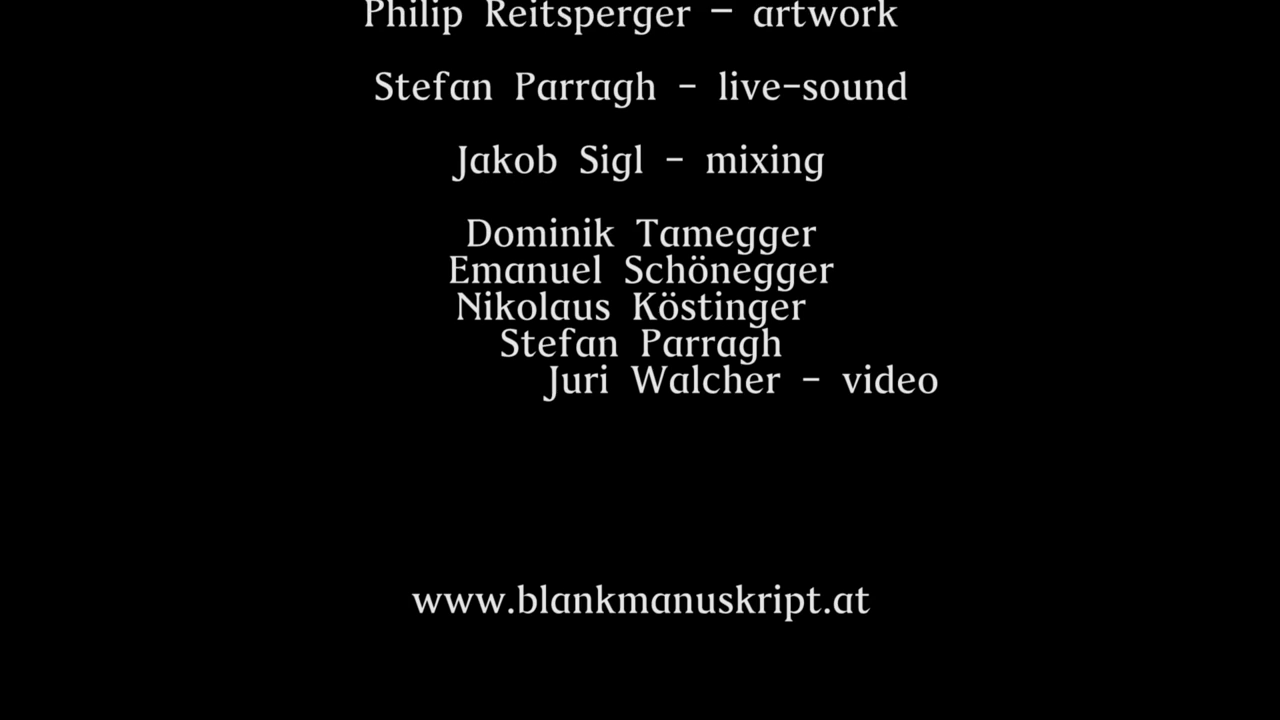 Philip Reitsperger – artwork
Stefan Parragh - live-sound
Jakob Sigl - mixing
Dominik Tamegger
Emanuel Schönegger
Nikolaus Köstinger
Stefan Parragh
Juri Walcher - video
www.blankmanuskript.at